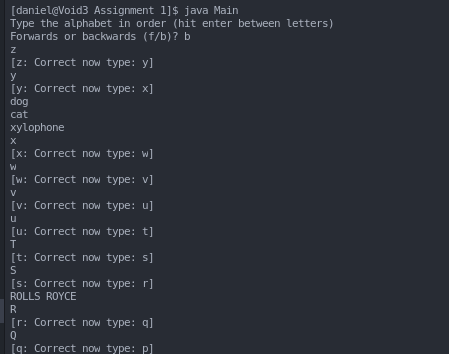 [daniel@Void3 Assignment 1]$ java Main
Type the alphabet in order (hit enter between letters)
Forwards or backwards (f/b)? b
z
[z: Correct now type: y]
y
[y: Correct now type: x]
dog
cat
xylophone
x
[x: Correct now type: w]
w
[w: Correct now type: v]
v
[v: Correct now type: u]
u
[u: Correct now type: t]
T
[t: Correct now type: s]
S
[s: Correct now type: r]
ROLLS ROYCE
R
[r: Correct now type: q]
Q
[q: Correct now type: p]